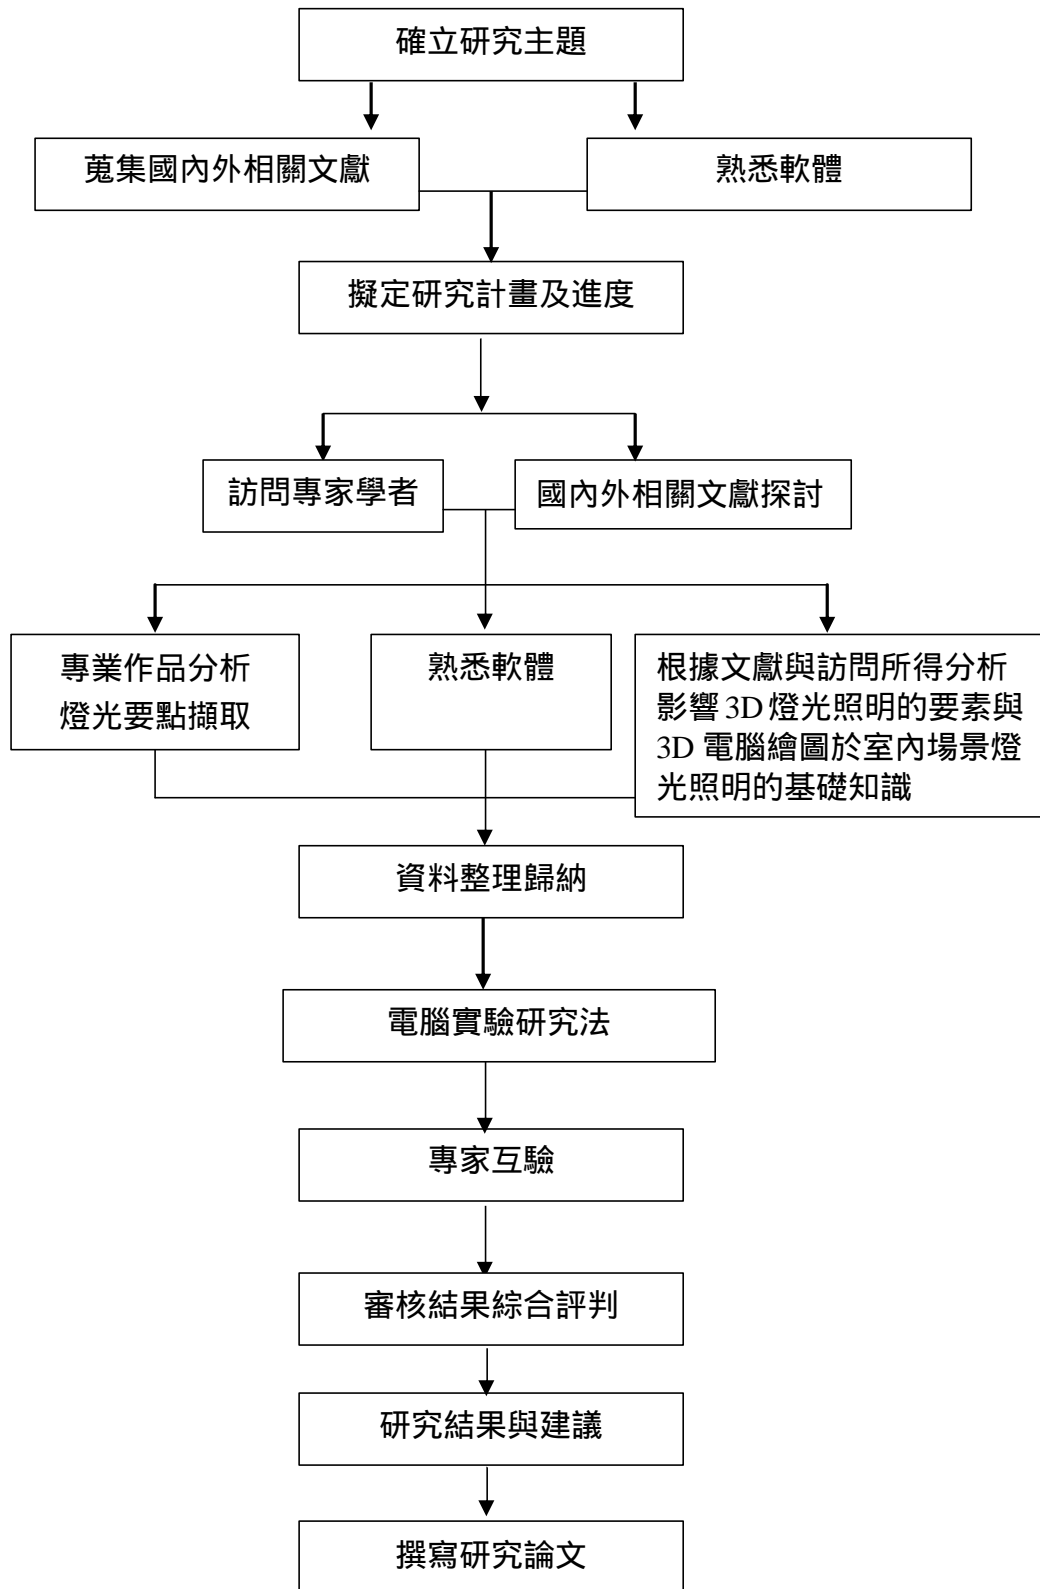 確立研究主題
蒐集國內外相關文獻
熟悉軟體
擬定研究計畫及進度
訪問專家學者
國內外相關文獻探討
專業作品分析
燈光要點擷取
熟悉軟體
根據文獻與訪問所得分析
影響 3D 燈光照明的要素與
3D 電腦繪圖於室內場景燈
光照明的基礎知識
資料整理歸納
電腦實驗研究法
專家互驗
審核結果綜合評判
研究結果與建議
撰寫研究論文